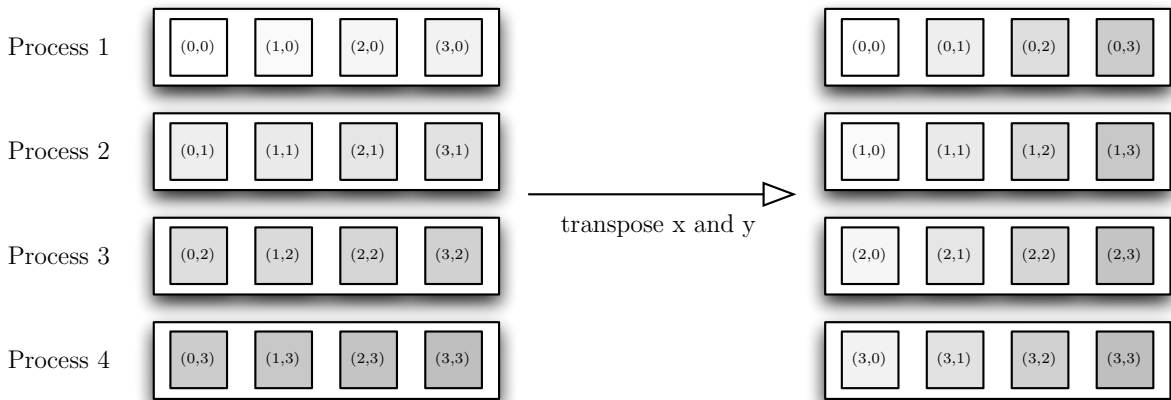 Process 1 (0,0) (1,0) (2,0) (3,0) (0,0) (0,1) (0,2) (0,3)
Process 2 (0,1) (1,1) (2,1) (3,1) (1,0) (1,1) (1,2) (1,3)
transpose x and y
Process 3 (0,2) (1,2) (2,2) (3,2) (2,0) (2,1) (2,2) (2,3)
Process 4 (0,3) (1,3) (2,3) (3,3) (3,0) (3,1) (3,2) (3,3)